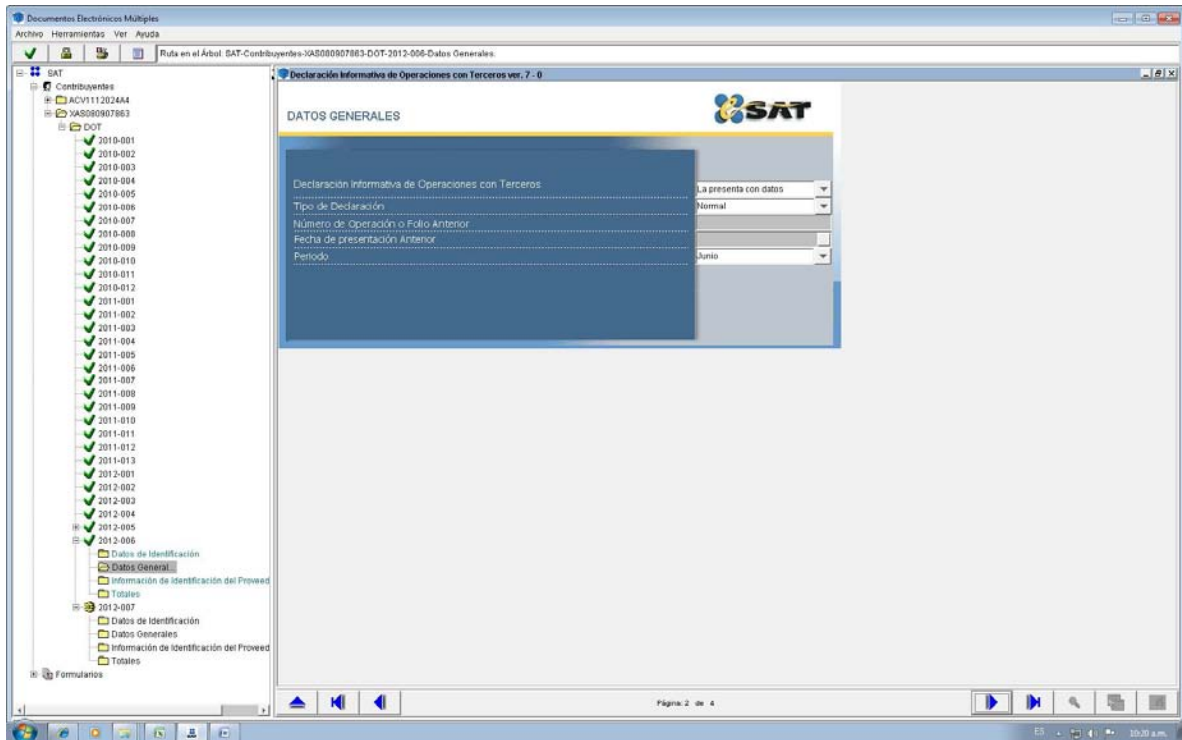 Documentos Electrónicos Múltiples
Archivo Herramientas Ver Ayuda
Ruta en el Árbol: SAT-Contribuyentes-XAS080907863-DOT-2012-006-Datos Generales.
SAT
Contribuyentes
ACV1112024A4
XAS080907863
DOT
2010-001
2010-002
2010-003
2010-004
2010-005
2010-006
2010-007
2010-008
2010-009
2010-010
2010-011
2010-012
2011-001
2011-002
2011-003
2011-004
2011-005
2011-006
2011-007
2011-008
2011-009
2011-010
2011-011
2011-012
2011-013
2012-001
2012-002
2012-003
2012-004
2012-005
2012-006
Datos de Identificación
Datos General...
Información de Identificación del Proveed
Totales
2012-007
Datos de Identificación
Datos Generales
Información de Identificación del Proveed
Totales
Formularios
Declaración Informativa de Operaciones con Terceros ver. 7 - 0
DATOS GENERALES
SAT
Declaración Informativa de Operaciones con Terceros
La presenta con datos
Tipo de Declaración
Normal
Número de Operación o Folio Anterior
Fecha de presentación Anterior
Periodo
Junio
Página: 2 de 4
ES
10:20 a.m.